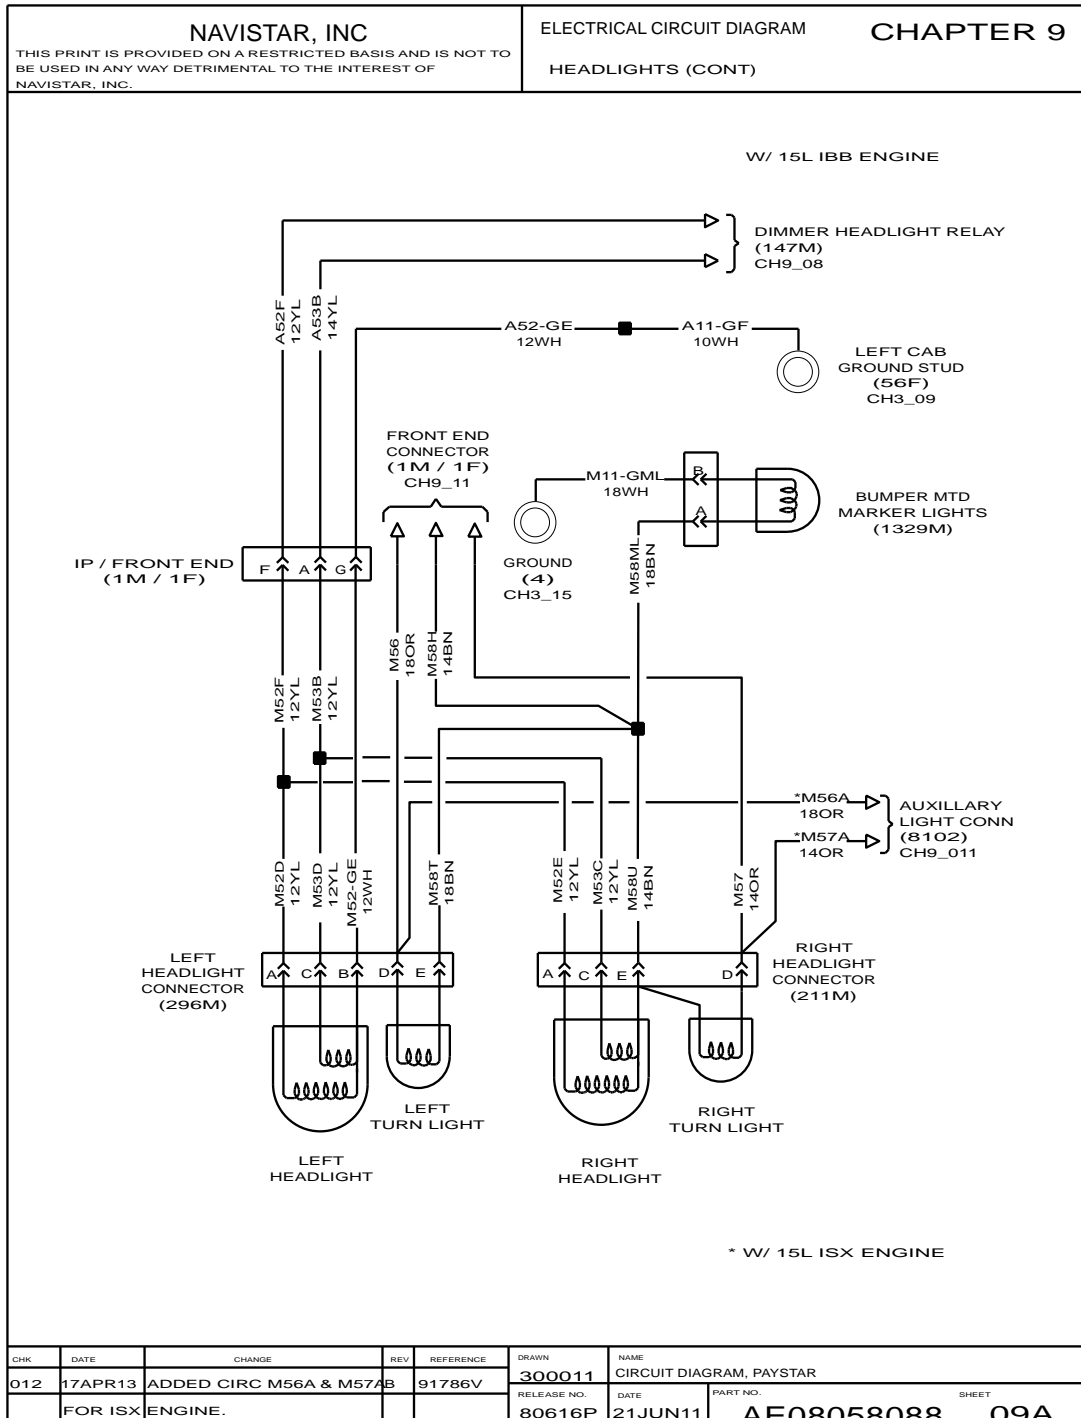 NAVISTAR, INC
THIS PRINT IS PROVIDED ON A RESTRICTED BASIS AND IS NOT TO
BE USED IN ANY WAY DETRIMENTAL TO THE INTEREST OF
NAVISTAR, INC.
ELECTRICAL CIRCUIT DIAGRAM
CHAPTER 9
HEADLIGHTS (CONT)
W/ 15L IBB ENGINE
DIMMER HEADLIGHT RELAY
(147M)
CH9_08
A52F
12YL
A53B
14YL
A52-GE
12WH
A11-GF
10WH
LEFT CAB
GROUND STUD
(56F)
CH3_09
FRONT END
CONNECTOR
(1M / 1F)
CH9_11
M11-GML
18WH
B
A
BUMPER MTD
MARKER LIGHTS
(1329M)
GROUND
(4)
CH3_15
M58ML
18BN
IP / FRONT END
(1M / 1F)
F
A
G
M56
18OR
M58H
14BN
M52F
12YL
M53B
12YL
*M56A
18OR
*M57A
14OR
AUXILLARY
LIGHT CONN
(8102)
CH9_011
M52D
12YL
M53D
12YL
M52-GE
12WH
M58T
18BN
M52E
12YL
M53C
12YL
M58U
14BN
M57
14OR
LEFT
HEADLIGHT
CONNECTOR
(296M)
A
C
B
D
E
A
C
E
D
RIGHT
HEADLIGHT
CONNECTOR
(211M)
LEFT
TURN LIGHT
RIGHT
TURN LIGHT
LEFT
HEADLIGHT
RIGHT
HEADLIGHT
* W/ 15L ISX ENGINE
CHK DATE CHANGE REV REFERENCE
012 17APR13 ADDED CIRC M56A & M57A B 91786V
FOR ISX ENGINE.
DRAWN
300011
NAME
CIRCUIT DIAGRAM, PAYSTAR
RELEASE NO.
80616P
DATE
21JUN11
PART NO.
AE08058088
SHEET
09A